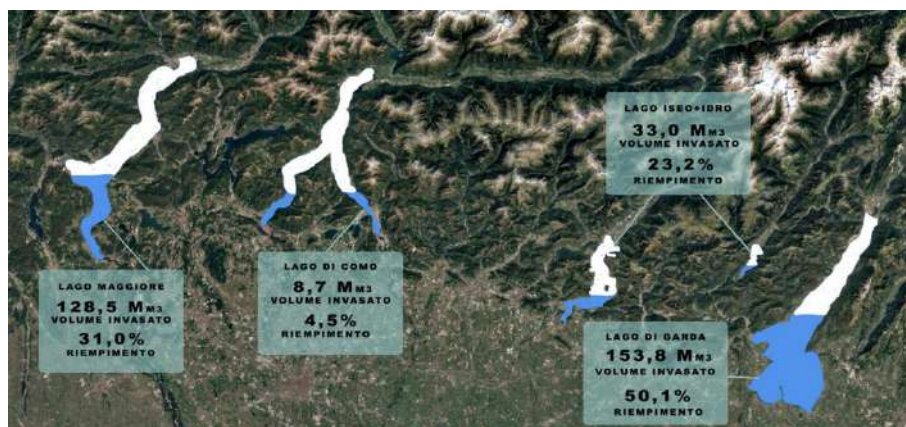 LAGO ISEO+IDRO
33,0 MM3
VOLUME INVASATO
23,2%
RIEMPIMENTO
LAGO MAGGIORE
128,5 MM3
VOLUME INVASATO
31,0%
RIEMPIMENTO
LAGO DI COMO
8,7 MM3
VOLUME INVASATO
4,5%
RIEMPIMENTO
LAGO DI GARDA
153,8 MM3
VOLUME INVASATO
50,1%
RIEMPIMENTO